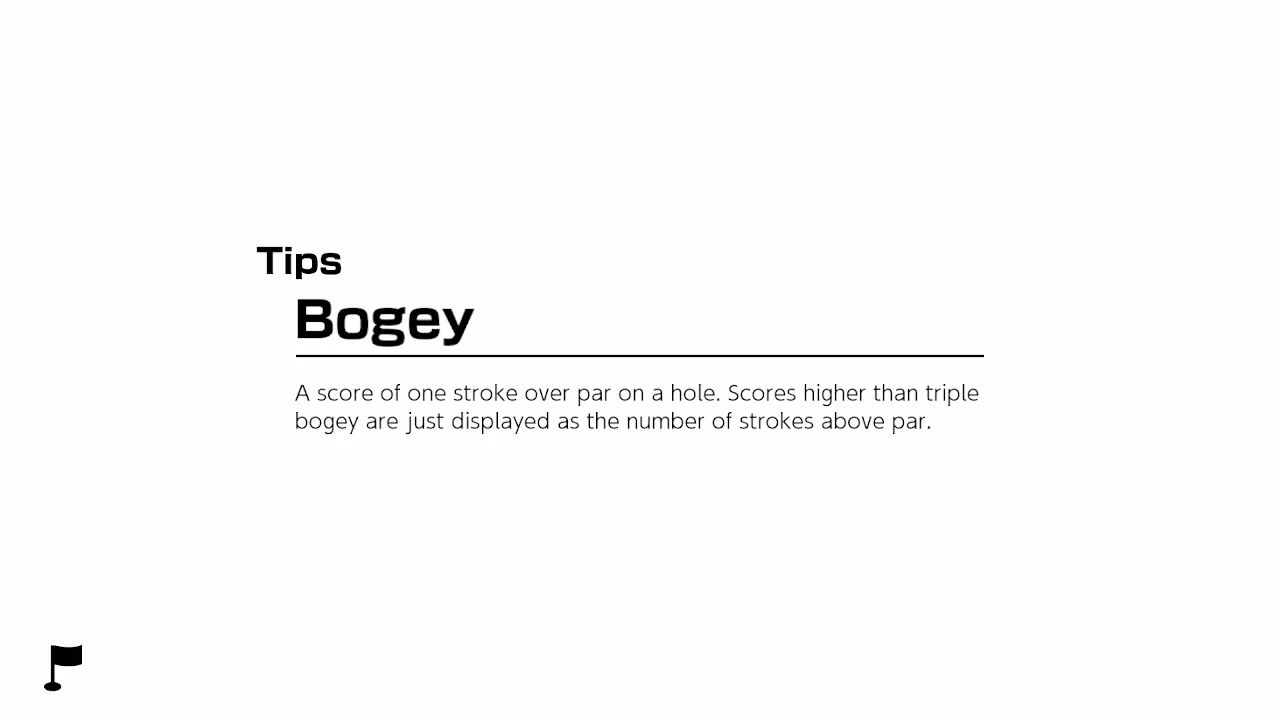 Tips
Bogey
A score of one stroke over par on a hole. Scores higher than triple
bogey are just displayed as the number of strokes above par.